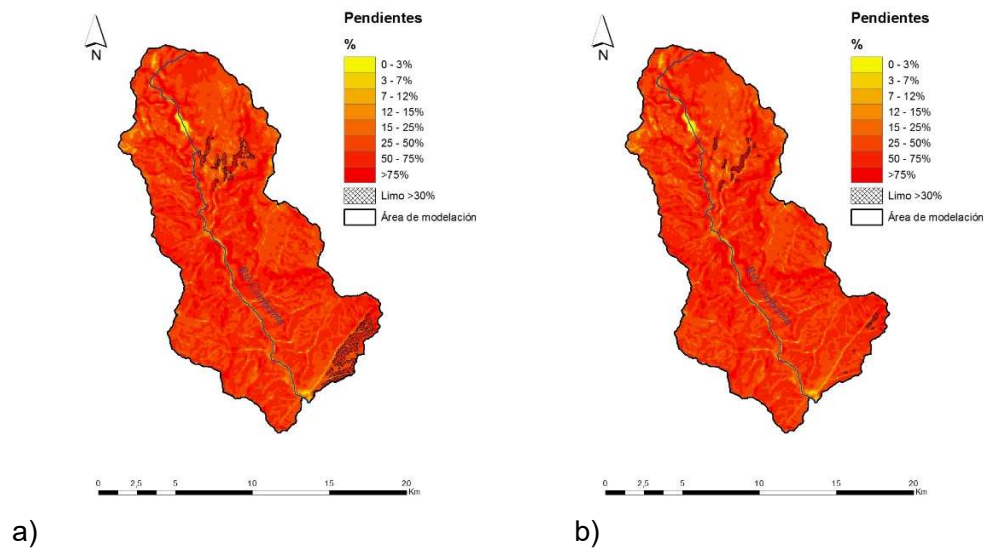 Pendientes
%
0 - 3%
3 - 7%
7 - 12%
12 - 15%
15 - 25%
25 - 50%
50 - 75%
>75%
Limo >30%
Área de modelación
N
0 2,5 5 10 15 20
Km
a)
Pendientes
%
0 - 3%
3 - 7%
7 - 12%
12 - 15%
15 - 25%
25 - 50%
50 - 75%
>75%
Limo >30%
Área de modelación
N
0 2,5 5 10 15 20
Km
b)